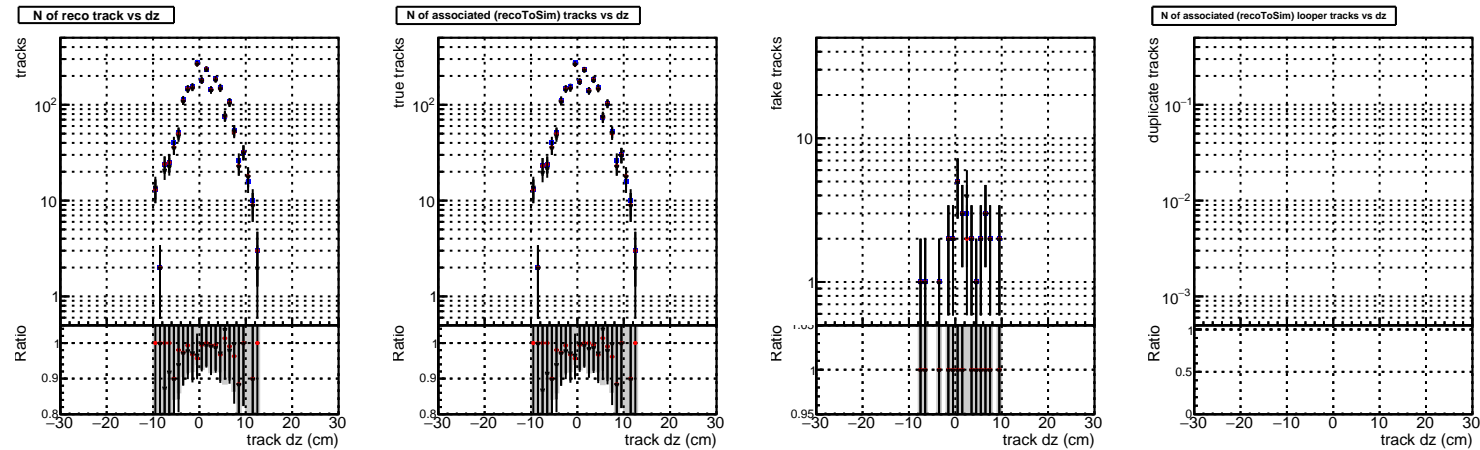 N of reco track vs dz
tracks
10²
10
1
Ratio
1
0.9
0.8
−30 −20 −10 0 10 20 30
track dz (cm)
N of associated (recoToSim) tracks vs dz
true tracks
10²
10
1
Ratio
1
0.9
0.8
−30 −20 −10 0 10 20 30
track dz (cm)
fake tracks
10
1
Ratio
1
0.95
−30 −20 −10 0 10 20 30
track dz (cm)
N of associated (recoToSim) looper tracks vs dz
duplicate tracks
10⁻¹
10⁻²
10⁻³
Ratio
1
0.5
0
−30 −20 −10 0 10 20 30
track dz (cm)